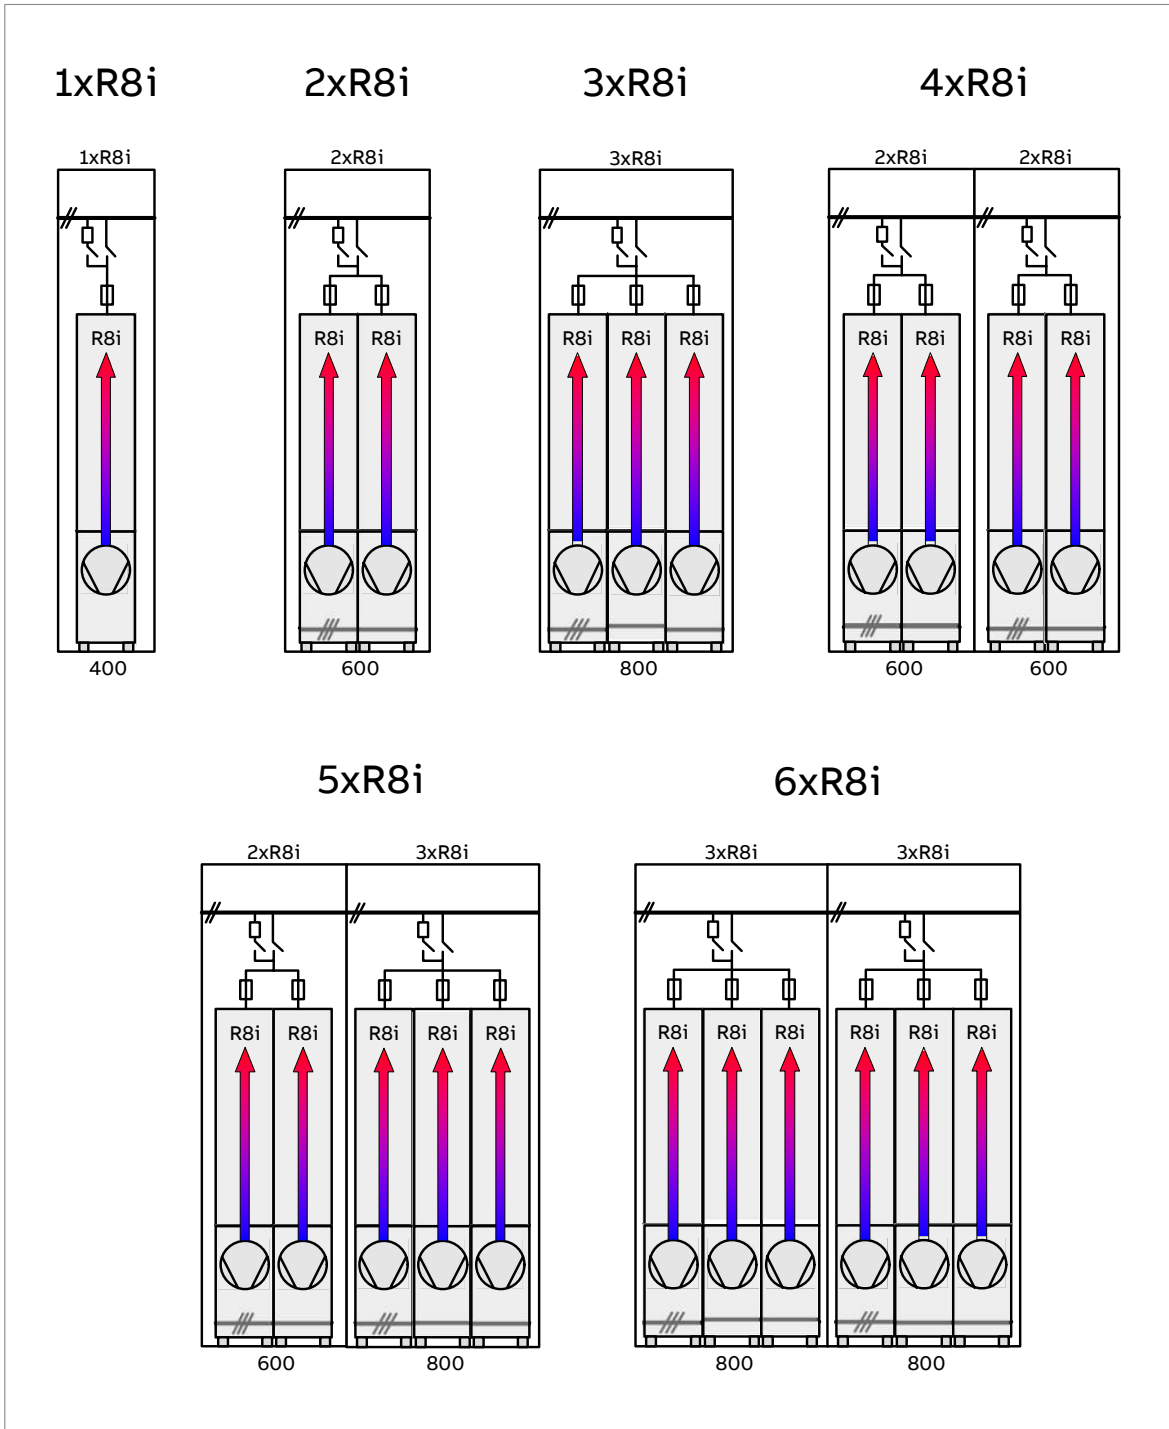 1xR8i 2xR8i 3xR8i 4xR8i
1xR8i 2xR8i 3xR8i 2xR8i 2xR8i
R8i R8i R8i R8i R8i R8i R8i R8i R8i R8i
400 600 800 600 600
5xR8i 6xR8i
2xR8i 3xR8i 3xR8i 3xR8i
R8i R8i R8i R8i R8i R8i R8i R8i R8i R8i R8i
600 800 800 800